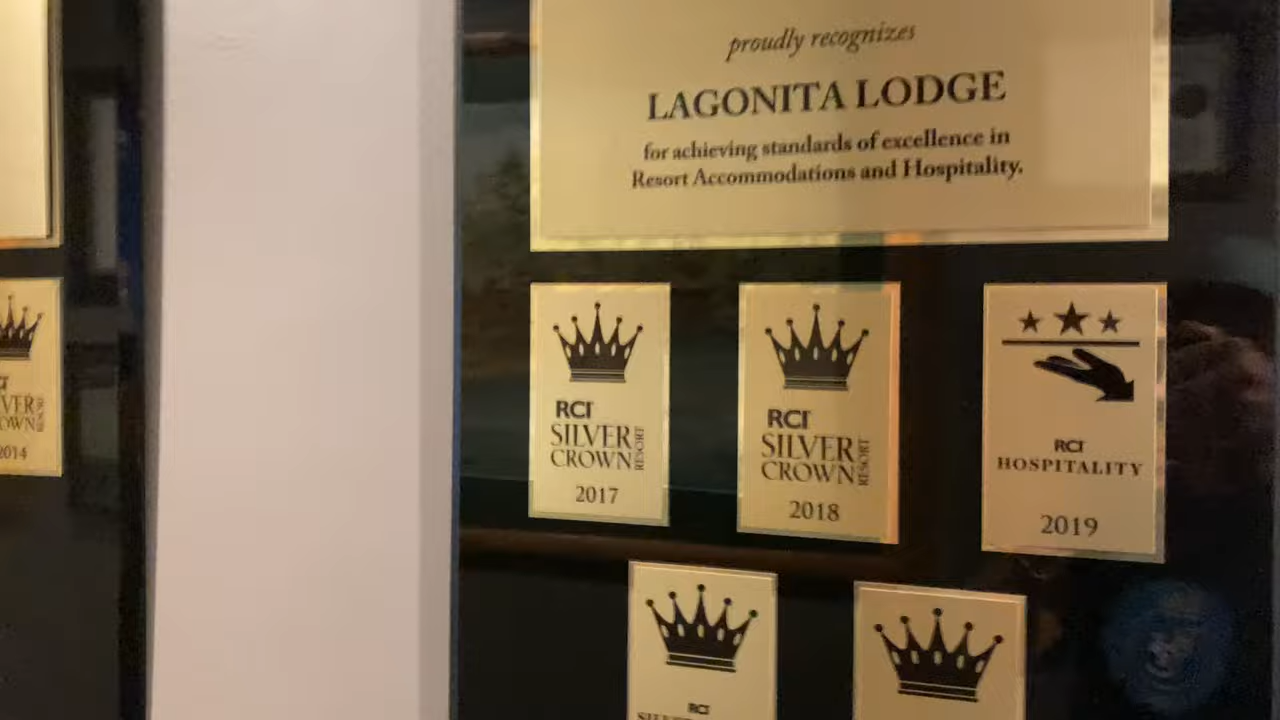 proudly recognizes
LAGONITA LODGE
for achieving standards of excellence in
Resort Accommodations and Hospitality.
RCI
SILVER
CROWN
RESORT
2017
RCI
SILVER
CROWN
RESORT
2018
RCI
HOSPITALITY
2019
2014
RCI